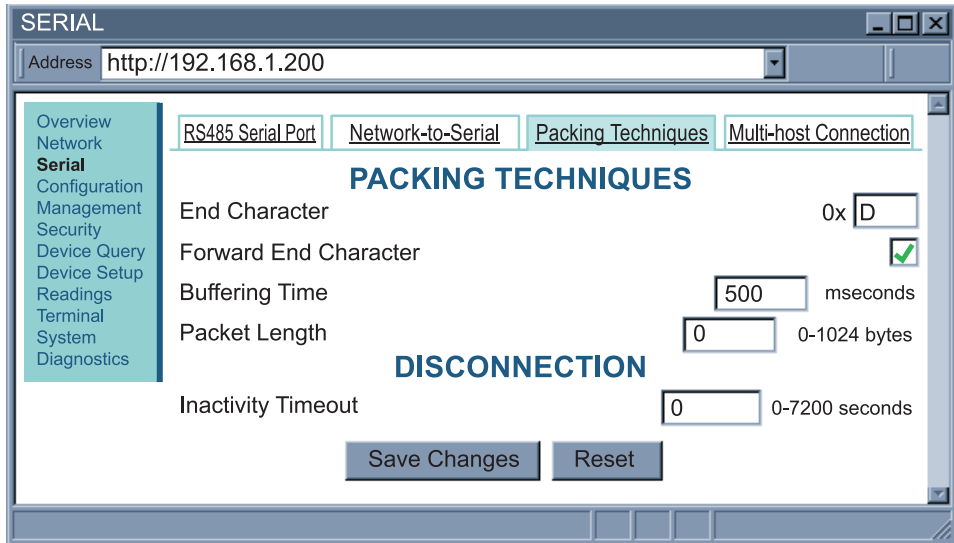 SERIAL
Address http://192.168.1.200
Overview
Network
Serial
Configuration
Management
Security
Device Query
Device Setup
Readings
Terminal
System
Diagnostics
RS485 Serial Port Network-to-Serial Packing Techniques Multi-host Connection
PACKING TECHNIQUES
End Character 0x D
Forward End Character
Buffering Time 500 mseconds
Packet Length 0 0-1024 bytes
DISCONNECTION
Inactivity Timeout 0 0-7200 seconds
Save Changes Reset